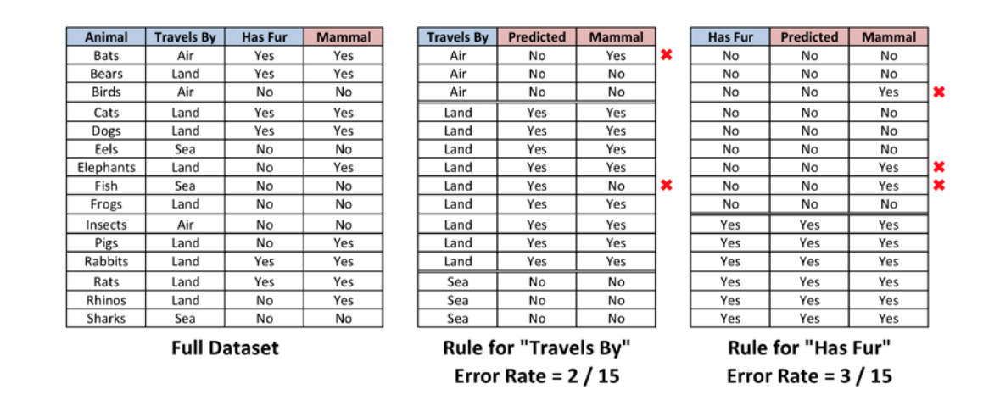 Animal Travels By Has Fur Mammal
Bats Air Yes Yes
Bears Land Yes Yes
Birds Air No No
Cats Land Yes Yes
Dogs Land Yes Yes
Eels Sea No No
Elephants Land No Yes
Fish Sea No No
Frogs Land No No
Insects Air No No
Pigs Land No Yes
Rabbits Land Yes Yes
Rats Land Yes Yes
Rhinos Land No Yes
Sharks Sea No No
Full Dataset
Travels By Predicted Mammal
Air No Yes
Air No No
Air No No
Land Yes Yes
Land Yes Yes
Land Yes Yes
Land Yes Yes
Land Yes No
Land Yes Yes
Land Yes Yes
Land Yes Yes
Land Yes Yes
Sea No No
Sea No No
Sea No No
Rule for "Travels By"
Error Rate = 2 / 15
Has Fur Predicted Mammal
No No No
No No No
No No Yes
No No No
No No No
No No No
No No Yes
No No Yes
No No No
Yes Yes Yes
Yes Yes Yes
Yes Yes Yes
Yes Yes Yes
Yes Yes Yes
Yes Yes Yes
Rule for "Has Fur"
Error Rate = 3 / 15